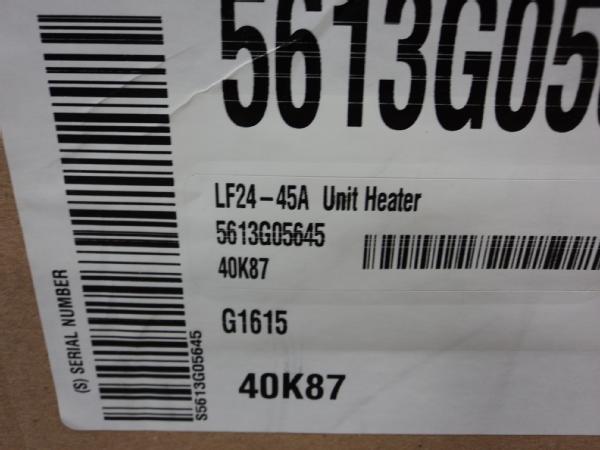 5613G05
LF24-45A Unit Heater
5613G05645
40K87
G1615
40K87
(S) SERIAL NUMBER
S5613G05645